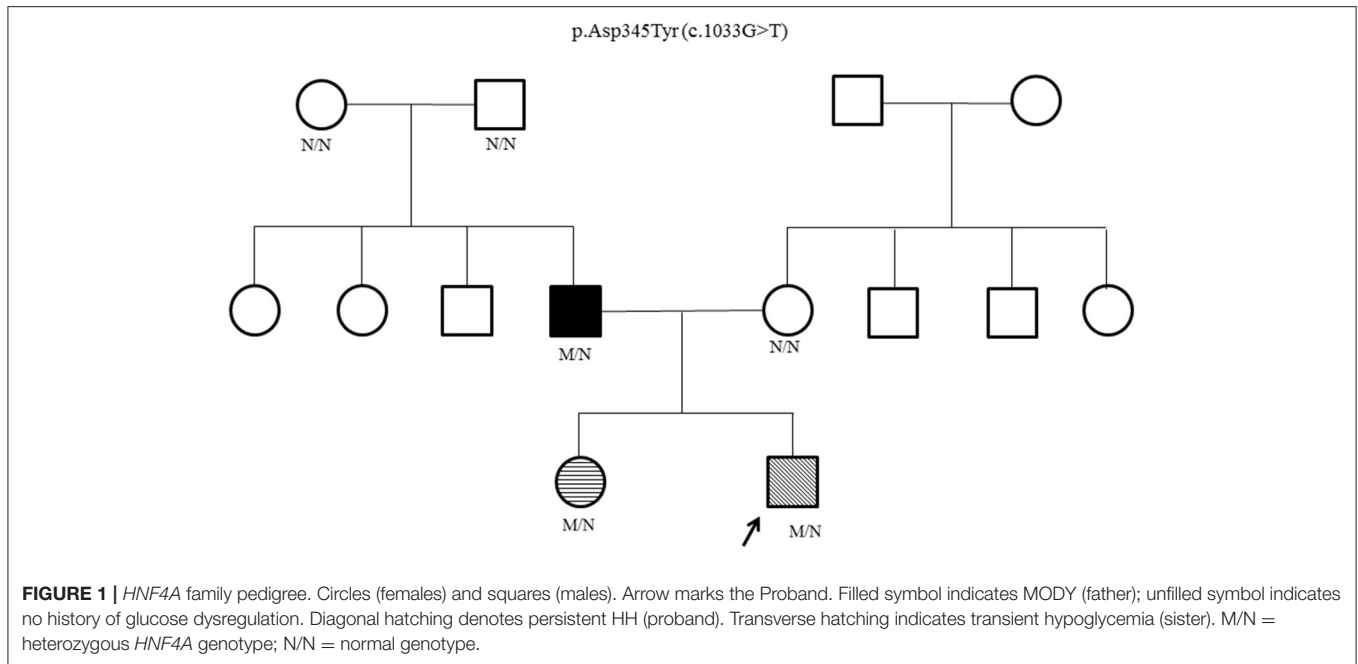 p.Asp345Tyr(c.1033G>T)
N/N
N/N
M/N
N/N
M/N
M/N
FIGURE 1 | HNF4A family pedigree. Circles (females) and squares (males). Arrow marks the Proband. Filled symbol indicates MODY (father); unfilled symbol indicates
no history of glucose dysregulation. Diagonal hatching denotes persistent HH (proband). Transverse hatching indicates transient hypoglycemia (sister). M/N =
heterozygous HNF4A genotype; N/N = normal genotype.